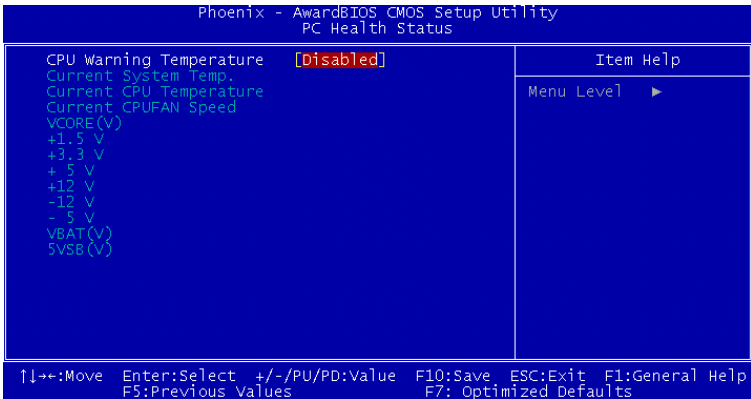 Phoenix - AwardBIOS CMOS Setup Utility
PC Health Status
CPU Warning Temperature [Disabled]
Current System Temp.
Current CPU Temperature
Current CPUFAN Speed
VCORE(V)
+1.5 V
+3.3 V
+ 5 V
+12 V
-12 V
- 5 V
VBAT(V)
5VSB(V)
Item Help
Menu Level ►
↑↓→←:Move Enter:Select +/-/PU/PD:Value F10:Save ESC:Exit F1:General Help
F5:Previous Values F7: Optimized Defaults